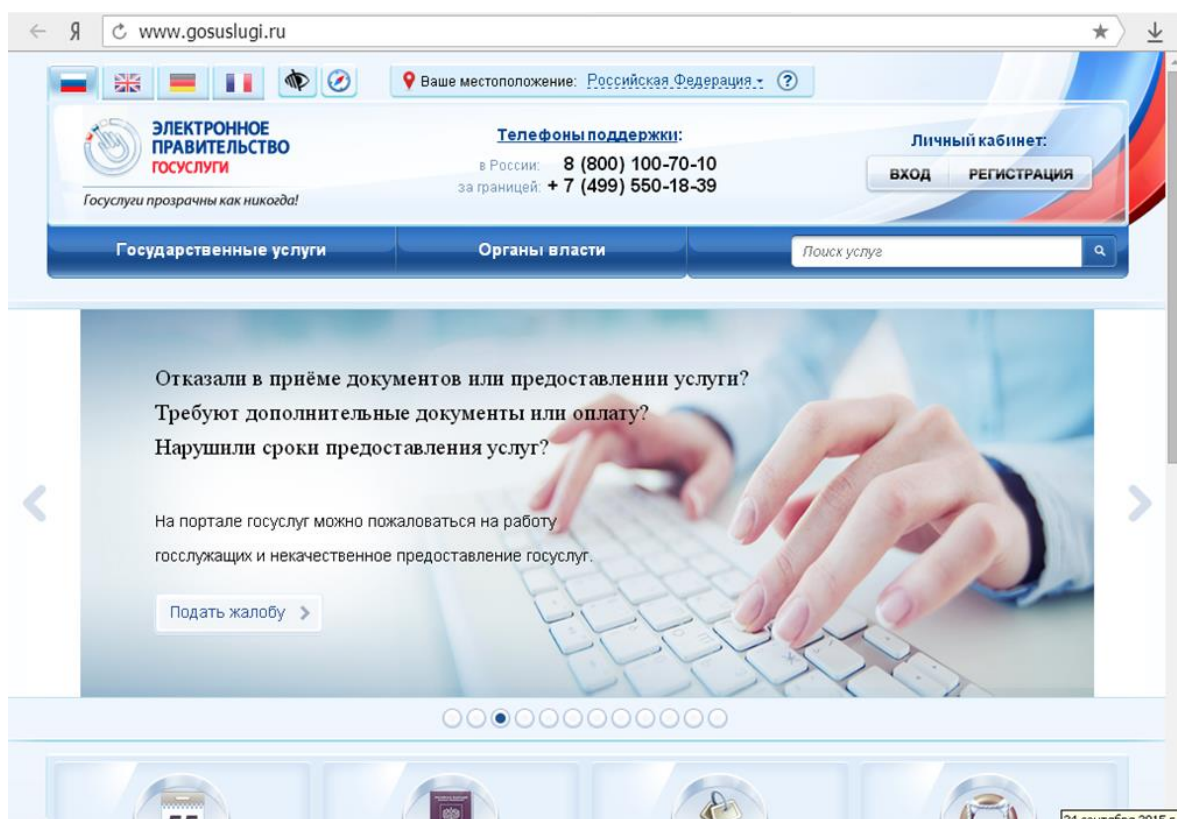 Я www.gosuslugi.ru
Ваше местоположение: Российская Федерация
ЭЛЕКТРОННОЕ
ПРАВИТЕЛЬСТВО
ГОСУСЛУГИ
Госуслуги прозрачны как никогда!
Телефоны поддержки:
в России: 8 (800) 100-70-10
за границей: + 7 (499) 550-18-39
Личный кабинет:
ВХОД РЕГИСТРАЦИЯ
Государственные услуги Органы власти Поиск услуг
Отказали в приёме документов или предоставлении услуги?
Требуют дополнительные документы или оплату?
Нарушили сроки предоставления услуг?
На портале госуслуг можно пожаловаться на работу
госслужащих и некачественное предоставление госуслуг.
Подать жалобу